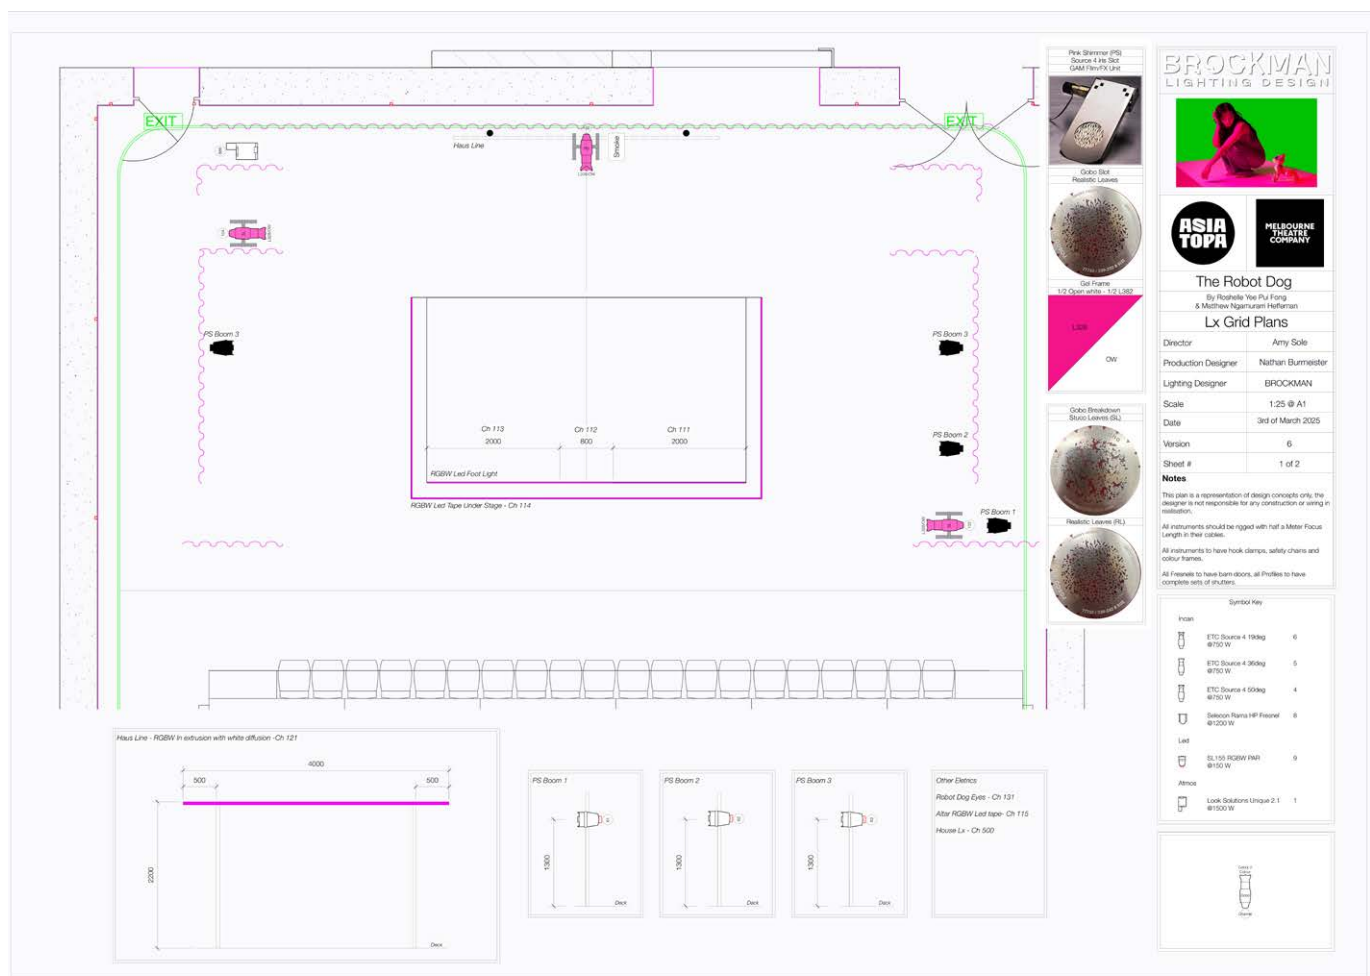 EXIT
EXIT
Haus Line
Smoke
PS Boom 3
PS Boom 3
PS Boom 2
PS Boom 1
Ch 113
2000
Ch 112
600
Ch 111
2000
RGBW Led Foot Light
RGBW Led Tape Under Stage - Ch 114
Haus Line - RGBW In extrusion with white diffusion -Ch 121
4000
500
500
2200
Deck
PS Boom 1
1300
Deck
PS Boom 2
1300
Deck
PS Boom 3
1300
Deck
Other Eletrics
Robot Dog Eyes - Ch 131
Altar RGBW Led tape- Ch 115
House Lx - Ch 500
Pink Shimmer (PS)
Source 4 Iris Slot
GAM Film/FX Unit
Gobo Slot
Realistic Leaves
Gel Frame
1/2 Open white - 1/2 L382
L328
OW
Gobo Breakdown
Stuco Leaves (SL)
Realistic Leaves (RL)
BROCKMAN
LIGHTING DESIGN
ASIA
TOPA
MELBOURNE
THEATRE
COMPANY
The Robot Dog
By Roshelle Yee Pui Fong
& Matthew Ngamurarri Heffernan
Lx Grid Plans
Director Amy Sole
Production Designer Nathan Burmeister
Lighting Designer BROCKMAN
Scale 1:25 @ A1
Date 3rd of March 2025
Version 6
Sheet # 1 of 2
Notes
This plan is a representation of design concepts only, the
designer is not responsible for any construction or wiring in
realisation.
All instruments should be rigged with half a Meter Focus
Length in their cables.
All instruments to have hook clamps, safety chains and
colour frames.
All Fresnels to have barn-doors, all Profiles to have
complete sets of shutters.
Symbol Key
Incan
ETC Source 4 19deg 6
@750 W
ETC Source 4 36deg 5
@750 W
ETC Source 4 50deg 4
@750 W
Selecon Rama HP Fresnel 8
@1200 W
Led
SL155 RGBW PAR 9
@150 W
Atmos
Look Solutions Unique 2.1 1
@1500 W